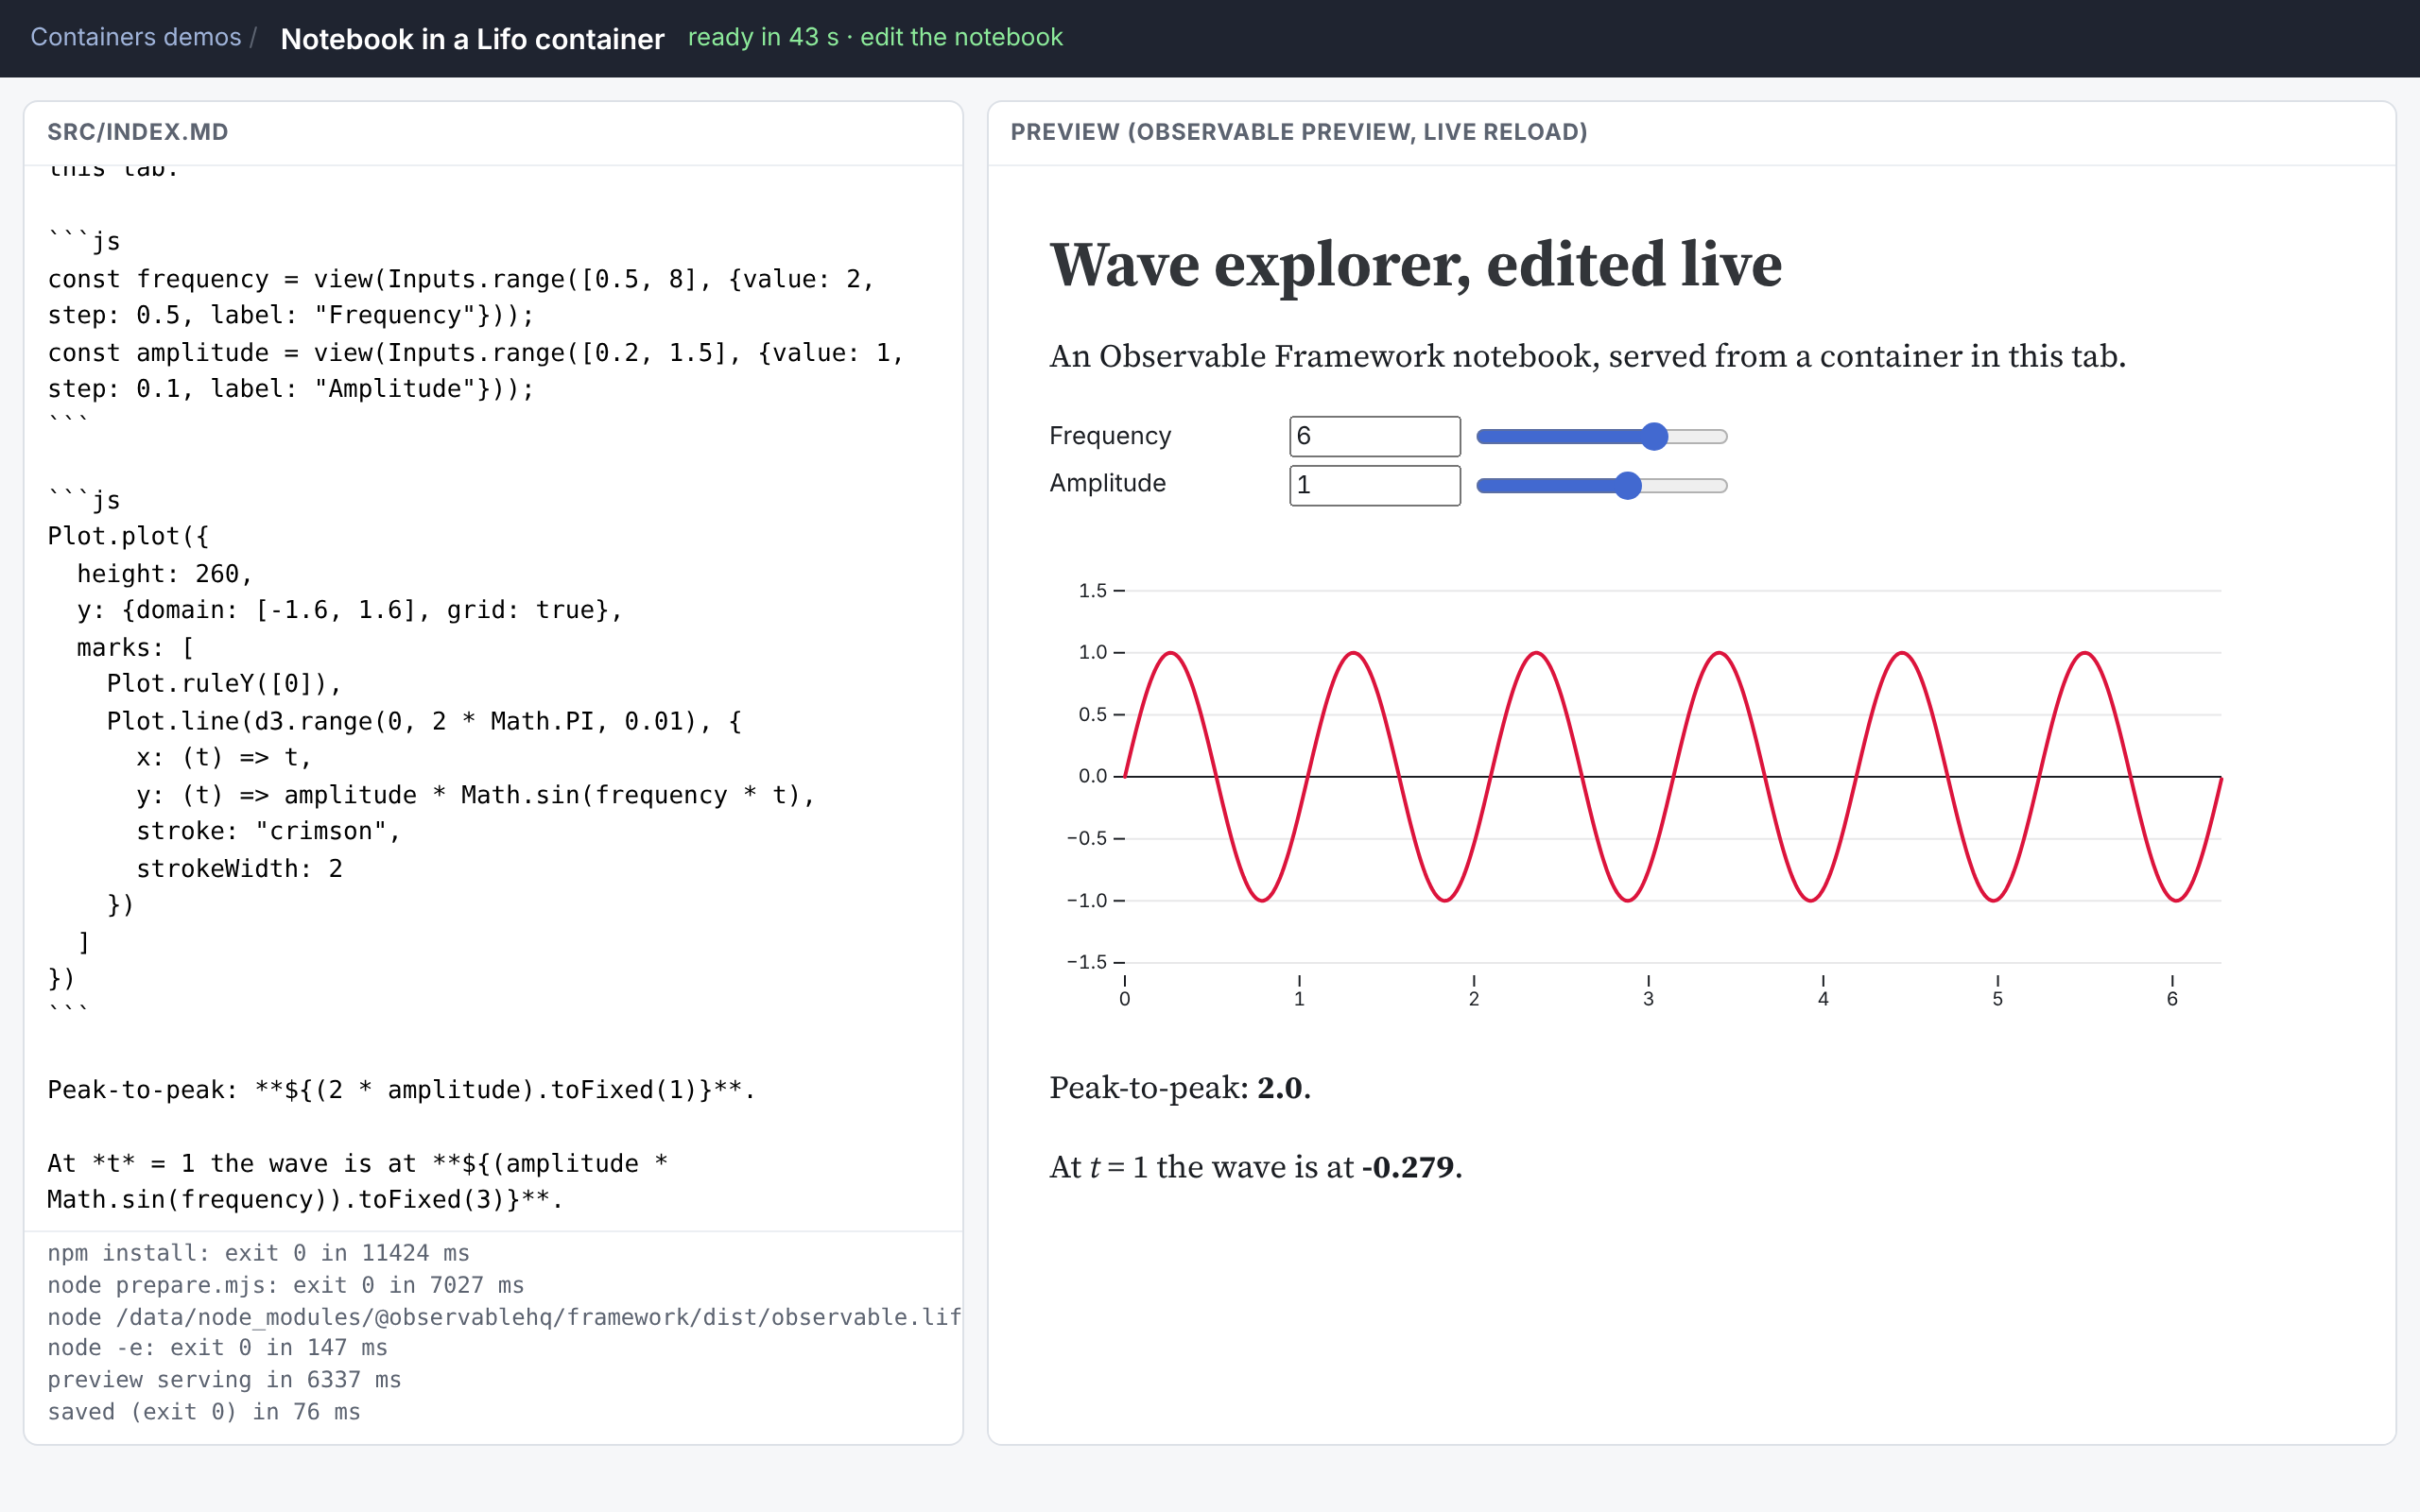 Containers demos / Notebook in a Lifo container ready in 43 s · edit the notebook
SRC/INDEX.MD
this tab.
```js
const frequency = view(Inputs.range([0.5, 8], {value: 2,
step: 0.5, label: "Frequency"}));
const amplitude = view(Inputs.range([0.2, 1.5], {value: 1,
step: 0.1, label: "Amplitude"}));
```
```js
Plot.plot({
  height: 260,
  y: {domain: [-1.6, 1.6], grid: true},
  marks: [
    Plot.ruleY([0]),
    Plot.line(d3.range(0, 2 * Math.PI, 0.01), {
      x: (t) => t,
      y: (t) => amplitude * Math.sin(frequency * t),
      stroke: "crimson",
      strokeWidth: 2
    })
  ]
})
```
Peak-to-peak: **${(2 * amplitude).toFixed(1)}**.
At *t* = 1 the wave is at **${(amplitude *
Math.sin(frequency)).toFixed(3)}**.
npm install: exit 0 in 11424 ms
node prepare.mjs: exit 0 in 7027 ms
node /data/node_modules/@observablehq/framework/dist/observable.lif
node -e: exit 0 in 147 ms
preview serving in 6337 ms
saved (exit 0) in 76 ms
PREVIEW (OBSERVABLE PREVIEW, LIVE RELOAD)
Wave explorer, edited live
An Observable Framework notebook, served from a container in this tab.
Frequency 6
Amplitude 1
1.5
1.0
0.5
0.0
−0.5
−1.0
−1.5
0 1 2 3 4 5 6
Peak-to-peak: 2.0.
At t = 1 the wave is at -0.279.